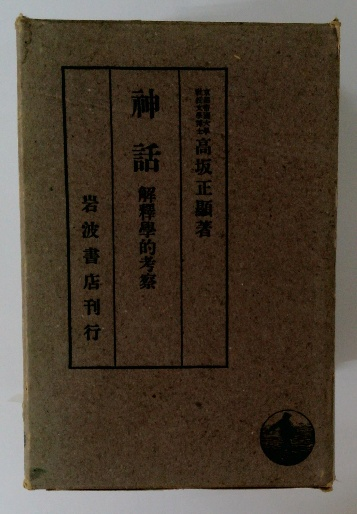 高坂正顯著
神話
解釋學的考察
岩波書店刊行